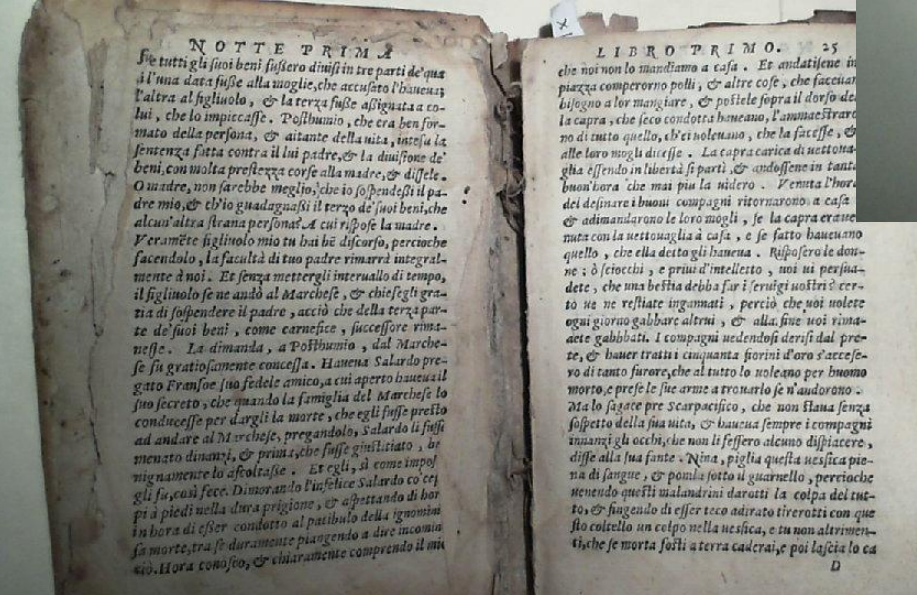 NOTTE PRIMA
se tutti gli suoi beni fussero diuisi in tre parti de'qua
i l'una data fusse alla moglie, che accusato l'haueua;
l'altra al figliuolo, & la terza fusse assignata a co-
lui, che lo impiccasse. Posthumio, che era ben for-
mato della persona, & aitante della uita, intesa la
sentenza fatta contra il lui padre, & la diuisione de'
beni, con molta prestezza corse alla madre, & dissele.
O madre, non sarebbe meglio, che io sospendessi il pa-
dre mio, & ch'io guadagnassi il terzo de'suoi beni, che
alcun'altra strana persona? A cui rispose la madre.
Veramēte figliuolo mio tu hai bē discorso, percioche
facendolo, la facultà di tuo padre rimarrà integral-
mente à noi. Et senza mettergli interuallo di tempo,
il figliuolo se ne andò al Marchese, & chiesegli gra-
tia di sospendere il padre, acciò che della terza par-
te de'suoi beni, come carnefice, successore rima-
nesse. La dimanda, a Posthumio, dal Marche-
se fu gratiosamente concessa. Haueua Salardo pre-
gato Fransoe suo fedele amico, a cui aperto haueua il
suo secreto, che quando la famiglia del Marchese lo
conducesse per dargli la morte, che egli fusse presto
ad andare al Marchese, pregandolo, Salardo li fusse
menato dinanzi, & prima, che fusse giustitiato, be
nignamente lo ascoltasse. Et egli, sì come impos
gli fu, così fece. Dimorando l'infelice Salardo co'cep
pi à piedi nella dura prigione, & aspettando di hor
in hora di esser condotto al patibulo della ignomini
sa morte, tra se duramente piangendo a dire incomin
ciò. Hora conosco, & chiaramente comprendo il mi
LIBRO PRIMO. 25
che noi non lo mandiamo a casa. Et andatisene in
piazza comperorno polli, & altre cose, che faceuan
bisogno a lor mangiare, & postele sopra il dorso del
la capra, che seco condotta haueano, l'ammaestraro
no di tutto quello, ch'ei uoleuano, che la facesse, &
alle loro mogli dicesse. La capra carica di uettoua-
glia essendo in libertà si partì, & andossene in tanta
buon'hora che mai piu la uidero. Venuta l'hora
del desinare i buoni compagni ritornarono a casa
& adimandarono le loro mogli, se la capra era ue
nuta con la uettouaglia à casa, e se fatto haueuano
quello, che ella detto gli haueua. Risposero le don-
ne: ò sciocchi, e priui d'intelletto, uoi ui persua-
dete, che una bestia debba far i seruigi uostri? cer-
to ue ne restiate ingannati, perciò che uoi uolete
ogni giorno gabbare altrui, & alla fine uoi rima-
nete gabbati. I compagni uedendosi derisi dal pre-
te, & hauer tratti i cinquanta fiorini d'oro s'accese-
ro di tanto furore, che al tutto lo uoleano per huomo
morto, e prese le sue arme a trouarlo se n'andorono.
Ma lo sagace pre Scarpacifico, che non staua senza
sospetto della sua uita, & haueua sempre i compagni
innanzi gli occhi, che non li fessero alcuno dispiacere,
disse alla sua fante. Nina, piglia questa uessica pie-
na di sangue, & ponla sotto il guarnello, percioche
uenendo questi malandrini darotti la colpa del tut-
to, & fingendo di esser teco adirato tirerotti con que
sto coltello un colpo nella uessica, e tu non altrimen-
ti, che se morta fosti a terra caderai, e poi lascia lo ca
D